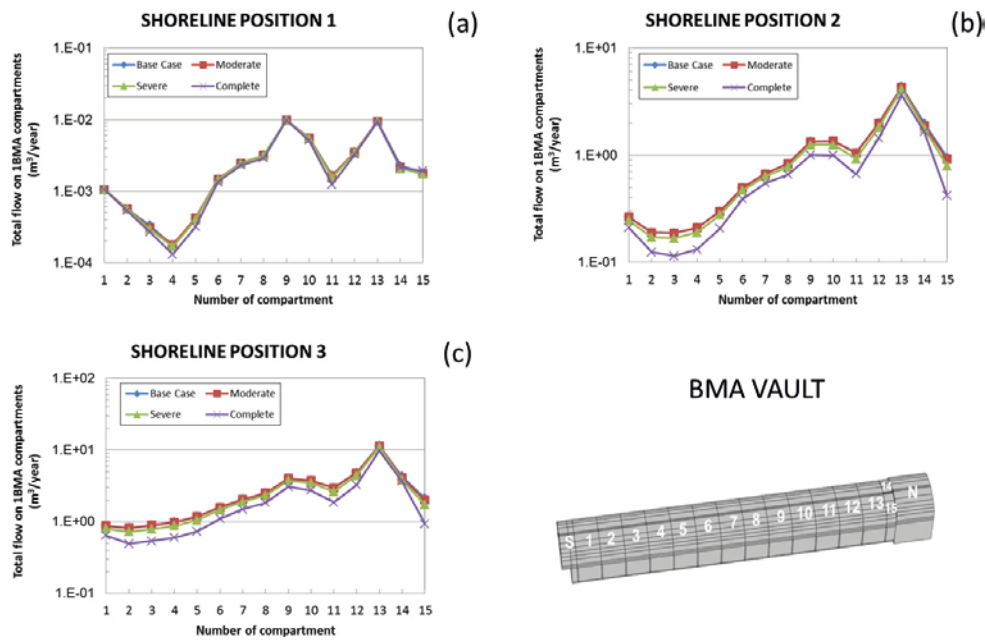 SHORELINE POSITION 1
(a)
Total flow on 1BMA compartments
(m³/year)
1.E-01
1.E-02
1.E-03
1.E-04
Base Case
Moderate
Severe
Complete
1 2 3 4 5 6 7 8 9 10 11 12 13 14 15
Number of compartment
SHORELINE POSITION 2
(b)
Total flow on 1BMA compartments
(m³/year)
1.E+01
1.E+00
1.E-01
Base Case
Moderate
Severe
Complete
1 2 3 4 5 6 7 8 9 10 11 12 13 14 15
Number of compartment
SHORELINE POSITION 3
(c)
Total flow on 1BMA compartments
(m³/year)
1.E+02
1.E+01
1.E+00
1.E-01
Base Case
Moderate
Severe
Complete
1 2 3 4 5 6 7 8 9 10 11 12 13 14 15
Number of compartment
BMA VAULT
S 1 2 3 4 5 6 7 8 9 10 11 12 13 14 15 N